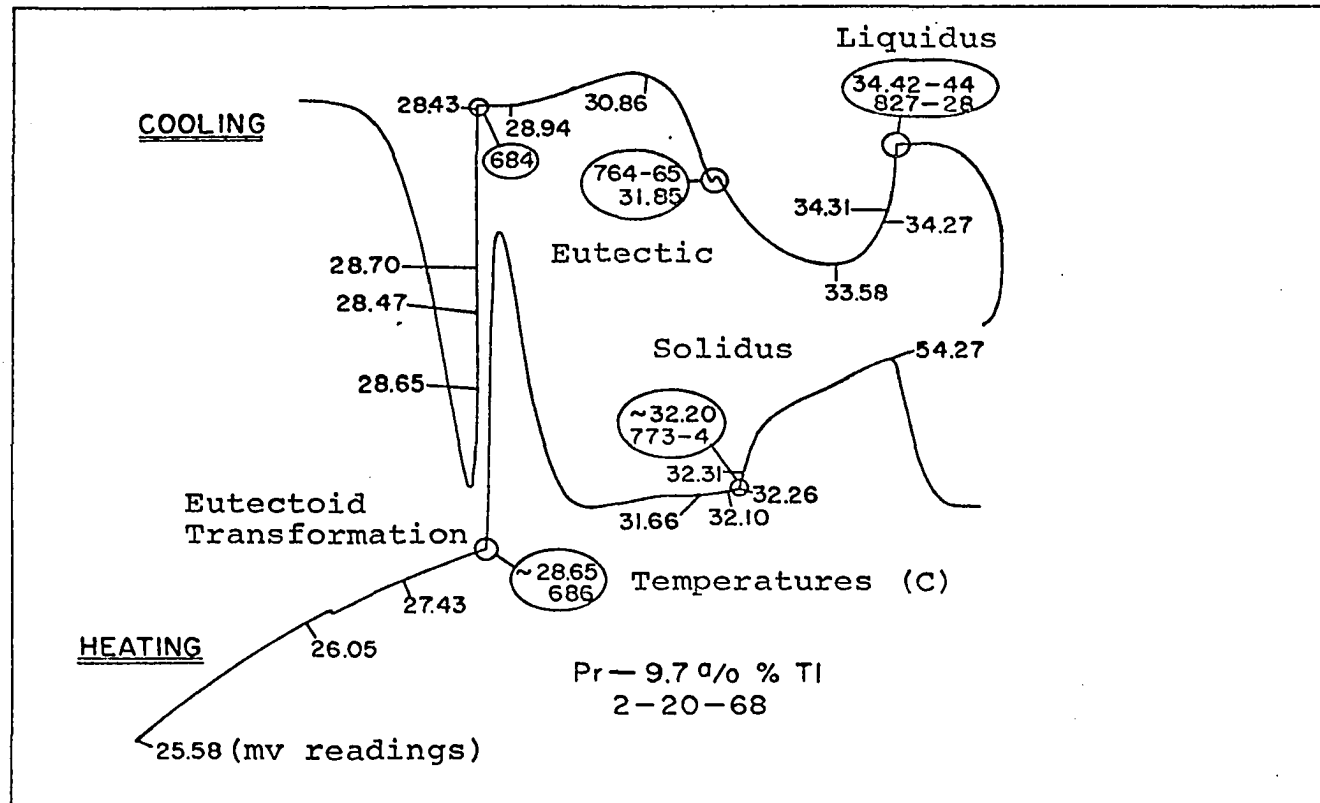 Liquidus
34.42-44
827-28
COOLING
28.43
28.94
30.86
684
764-65
31.85
34.31
34.27
Eutectic
28.70
33.58
28.47
Solidus
54.27
28.65
~32.20
773-4
32.31
32.26
31.66
32.10
Eutectoid
Transformation
~28.65
686
Temperatures (C)
27.43
HEATING
26.05
Pr— 9.7 a/o % Tl
2-20-68
25.58 (mv readings)